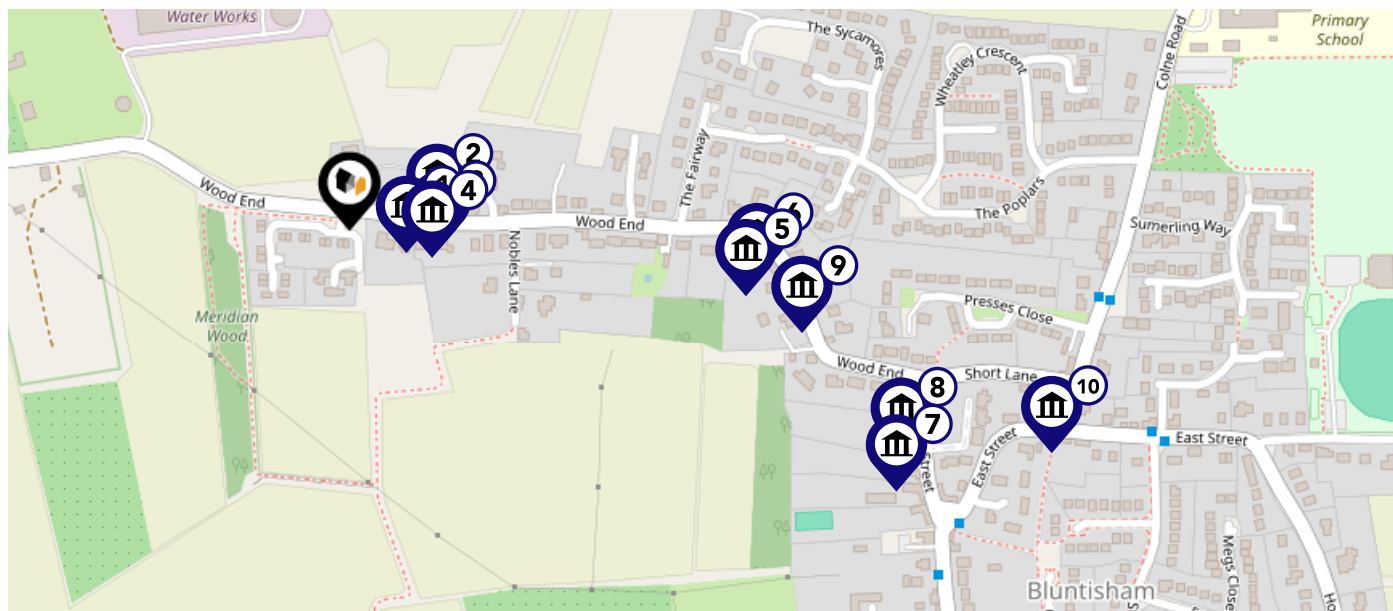 Water Works
The Sycamores
Wheatley Crescent
Colne Road
Primary
School
Wood End
The Fairway
2
4
Nobles Lane
Wood End
6
5
The Poplars
Sumerling Way
9
Meridian
Wood
Presses Close
Wood End
Short Lane
8
10
7
Street
East Street
East Street
Megs Close
Bluntisham